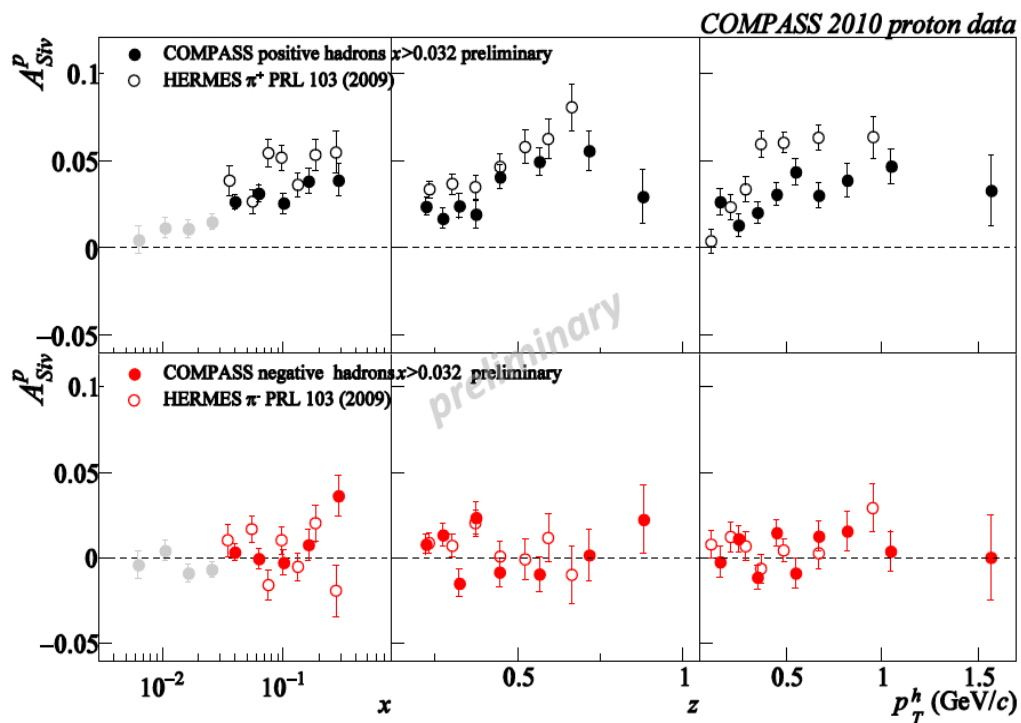 COMPASS 2010 proton data
A^p_Siv
COMPASS positive hadrons x>0.032 preliminary
HERMES π+ PRL 103 (2009)
0.1
0.05
0
−0.05
preliminary
A^p_Siv
COMPASS negative hadrons x>0.032 preliminary
HERMES π- PRL 103 (2009)
0.1
0.05
0
−0.05
10^−2 10^−1 0.5 1 0.5 1 1.5
x z p_T^h (GeV/c)